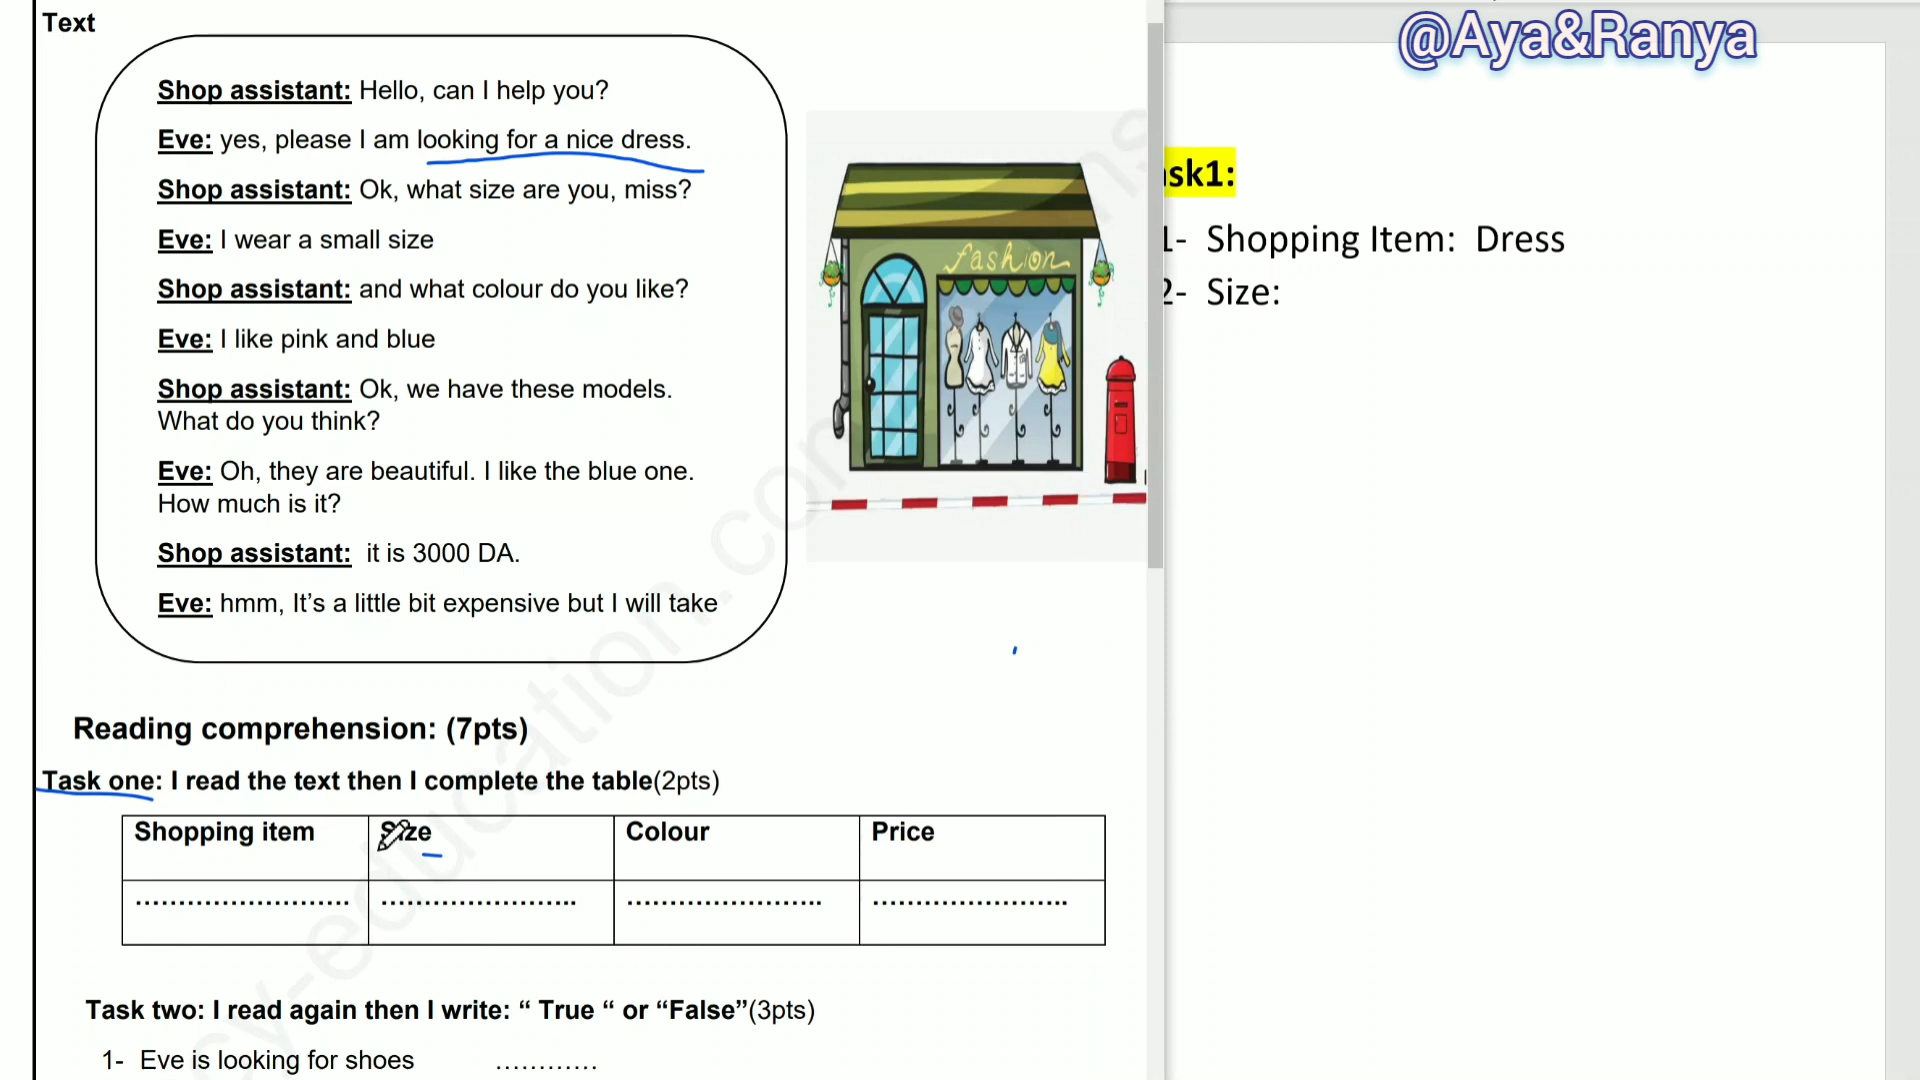 Text
@Aya&Ranya
Shop assistant: Hello, can I help you?
Eve: yes, please I am looking for a nice dress.
Shop assistant: Ok, what size are you, miss?
Eve: I wear a small size
Shop assistant: and what colour do you like?
Eve: I like pink and blue
Shop assistant: Ok, we have these models.
What do you think?
Eve: Oh, they are beautiful. I like the blue one.
How much is it?
Shop assistant: it is 3000 DA.
Eve: hmm, It's a little bit expensive but I will take
fashion
Reading comprehension: (7pts)
Task one: I read the text then I complete the table(2pts)
Shopping item Size Colour Price
........................ ...................... ...................... ......................
Task two: I read again then I write: “ True “ or “False”(3pts)
1- Eve is looking for shoes ............
sk1:
1- Shopping Item: Dress
2- Size: